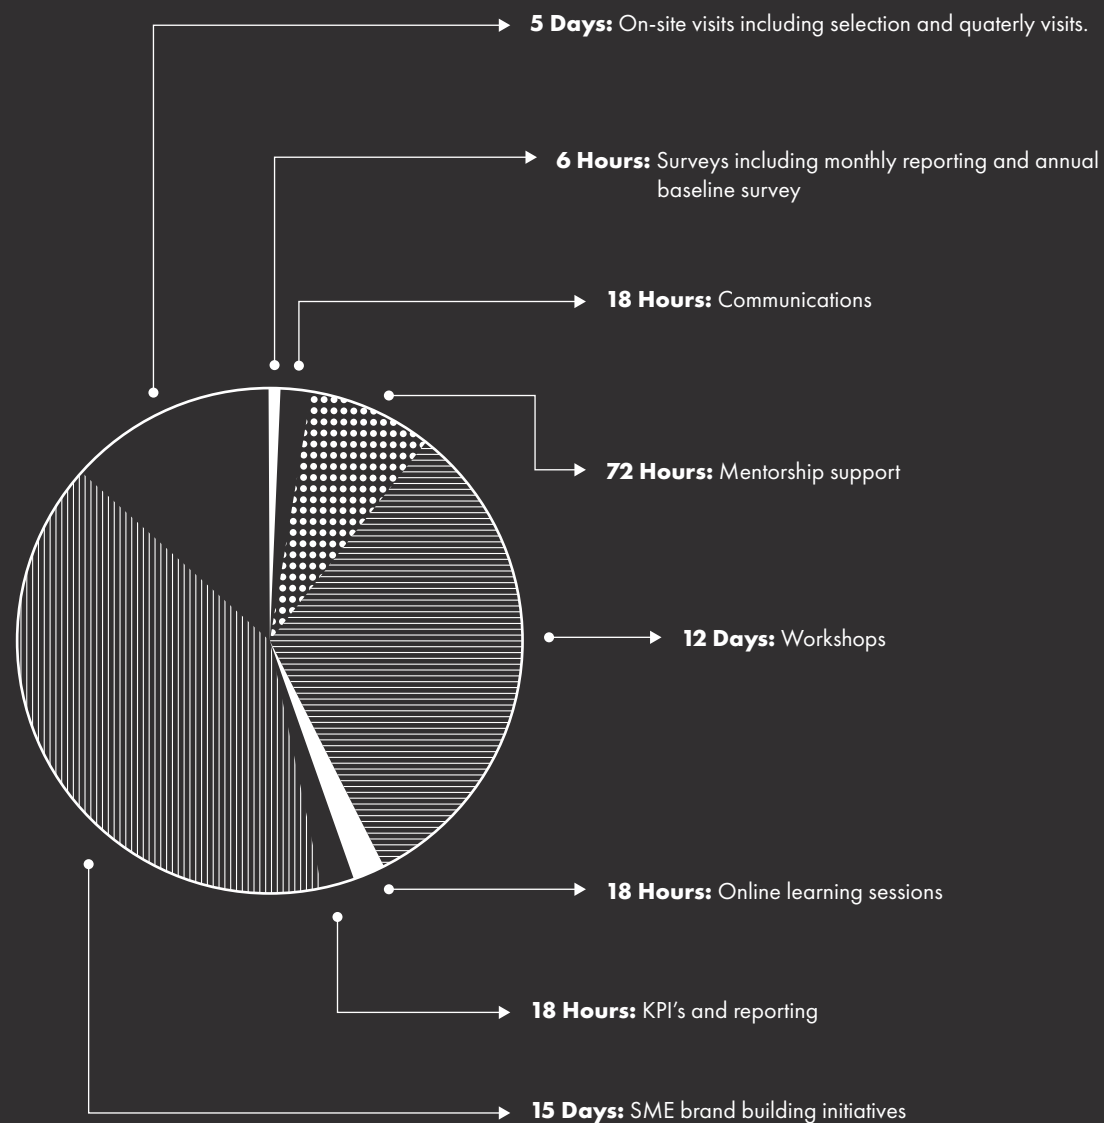 5 Days: On-site visits including selection and quaterly visits.
6 Hours: Surveys including monthly reporting and annual
baseline survey
18 Hours: Communications
72 Hours: Mentorship support
12 Days: Workshops
18 Hours: Online learning sessions
18 Hours: KPI's and reporting
15 Days: SME brand building initiatives